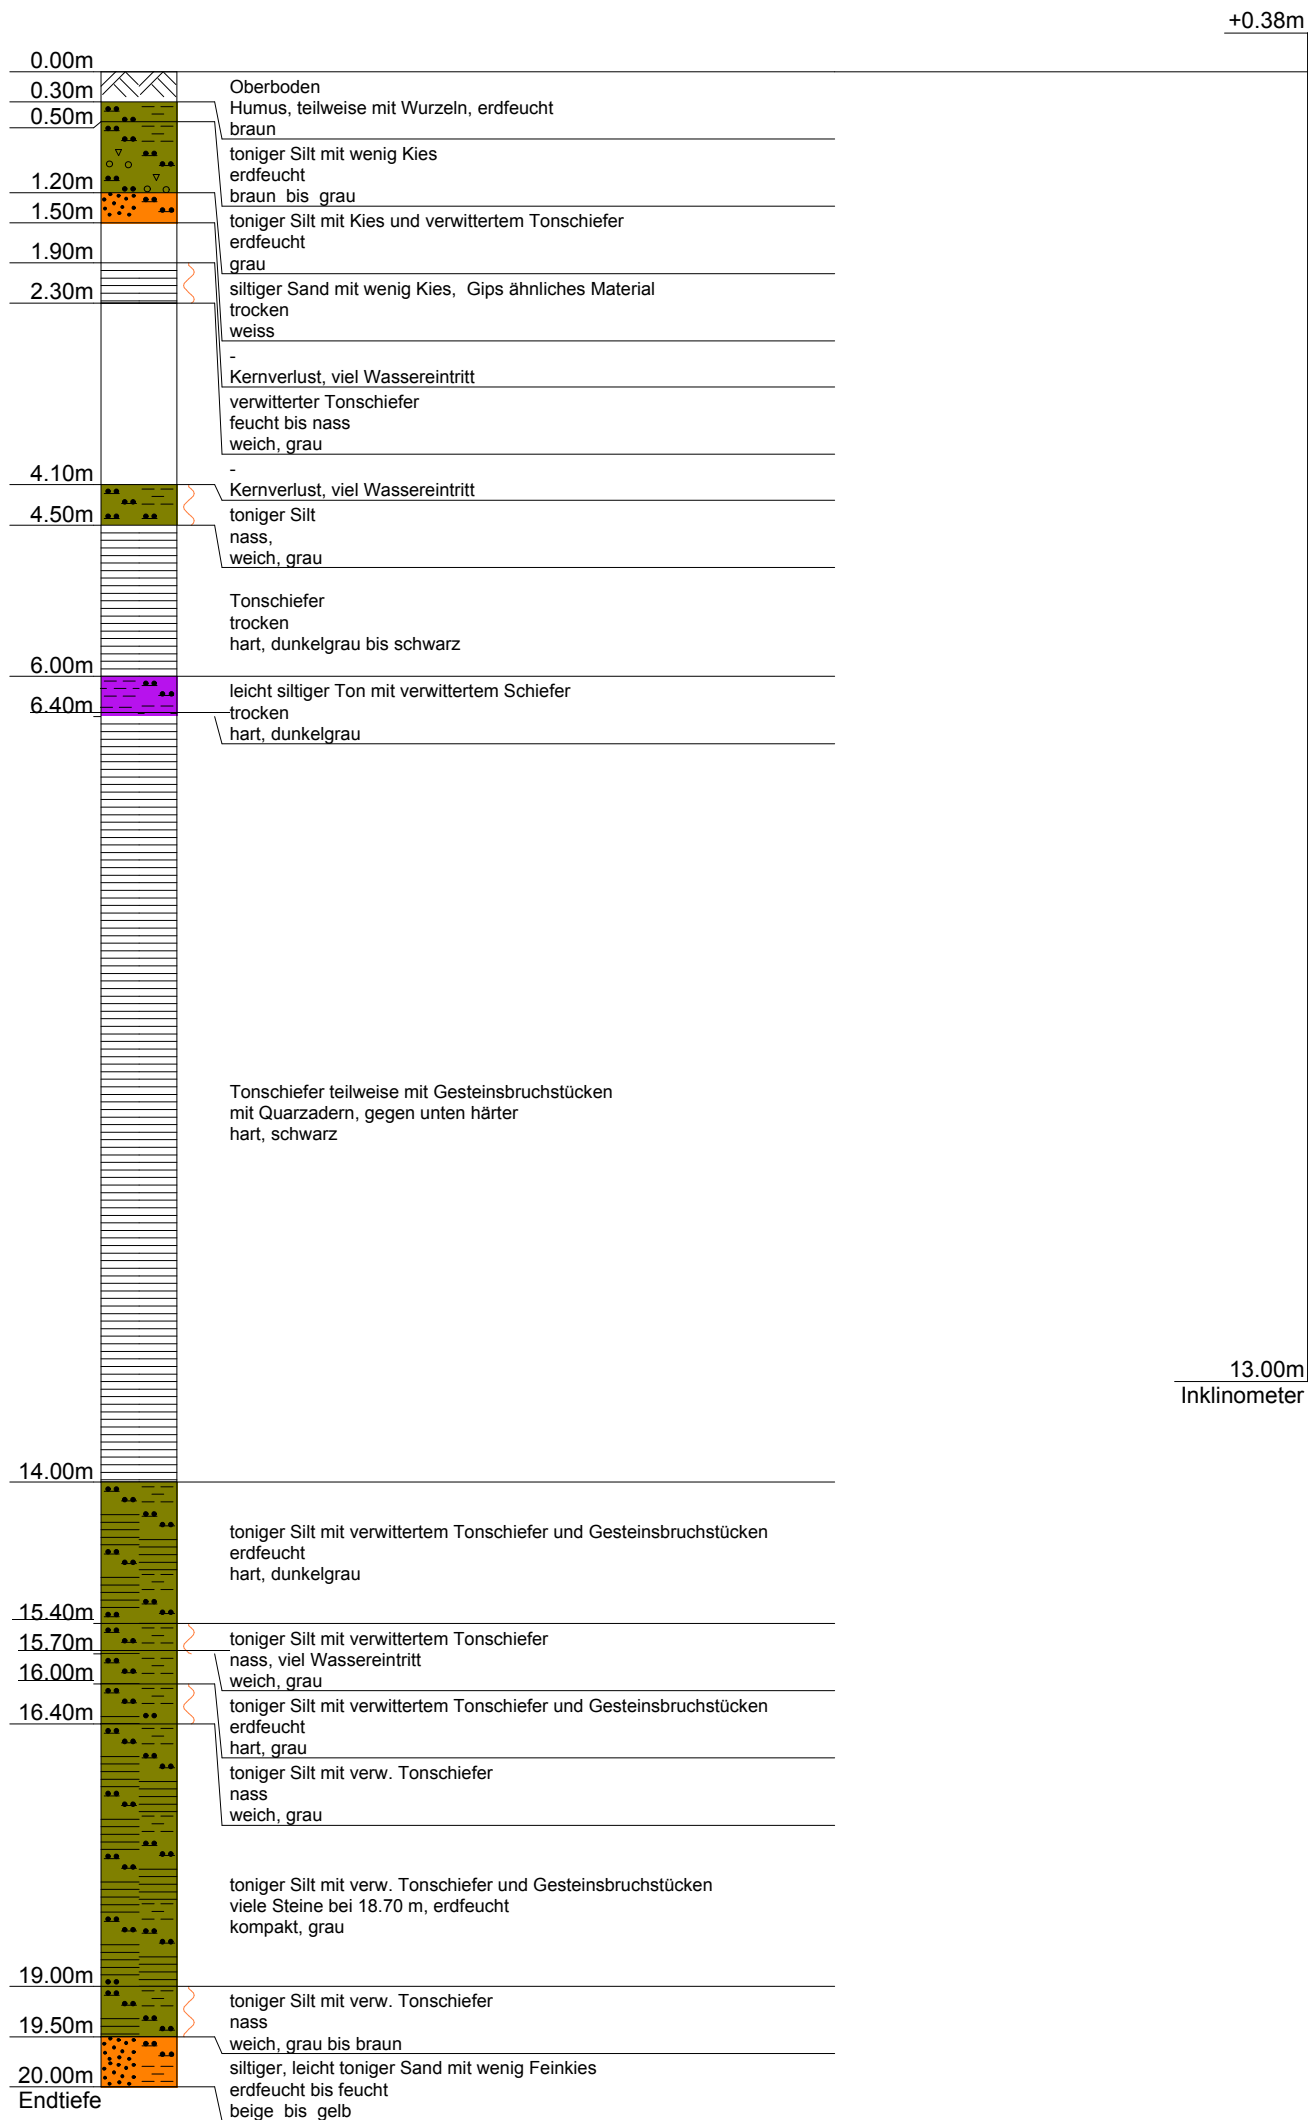 +0.38m
0.00m
0.30m
0.50m
Oberboden
Humus, teilweise mit Wurzeln, erdfeucht
braun
toniger Silt mit wenig Kies
erdfeucht
braun bis grau
1.20m
1.50m
toniger Silt mit Kies und verwittertem Tonschiefer
erdfeucht
grau
1.90m
2.30m
siltiger Sand mit wenig Kies, Gips ähnliches Material
trocken
weiss
-
Kernverlust, viel Wassereintritt
verwitterter Tonschiefer
feucht bis nass
weich, grau
4.10m
-
Kernverlust, viel Wassereintritt
4.50m
toniger Silt
nass,
weich, grau
Tonschiefer
trocken
hart, dunkelgrau bis schwarz
6.00m
6.40m
leicht siltiger Ton mit verwittertem Schiefer
trocken
hart, dunkelgrau
Tonschiefer teilweise mit Gesteinsbruchstücken
mit Quarzadern, gegen unten härter
hart, schwarz
13.00m
Inklinometer
14.00m
toniger Silt mit verwittertem Tonschiefer und Gesteinsbruchstücken
erdfeucht
hart, dunkelgrau
15.40m
15.70m
toniger Silt mit verwittertem Tonschiefer
nass, viel Wassereintritt
weich, grau
16.00m
16.40m
toniger Silt mit verwittertem Tonschiefer und Gesteinsbruchstücken
erdfeucht
hart, grau
toniger Silt mit verw. Tonschiefer
nass
weich, grau
toniger Silt mit verw. Tonschiefer und Gesteinsbruchstücken
viele Steine bei 18.70 m, erdfeucht
kompakt, grau
19.00m
toniger Silt mit verw. Tonschiefer
nass
weich, grau bis braun
19.50m
20.00m
Endtiefe
siltiger, leicht toniger Sand mit wenig Feinkies
erdfeucht bis feucht
beige bis gelb